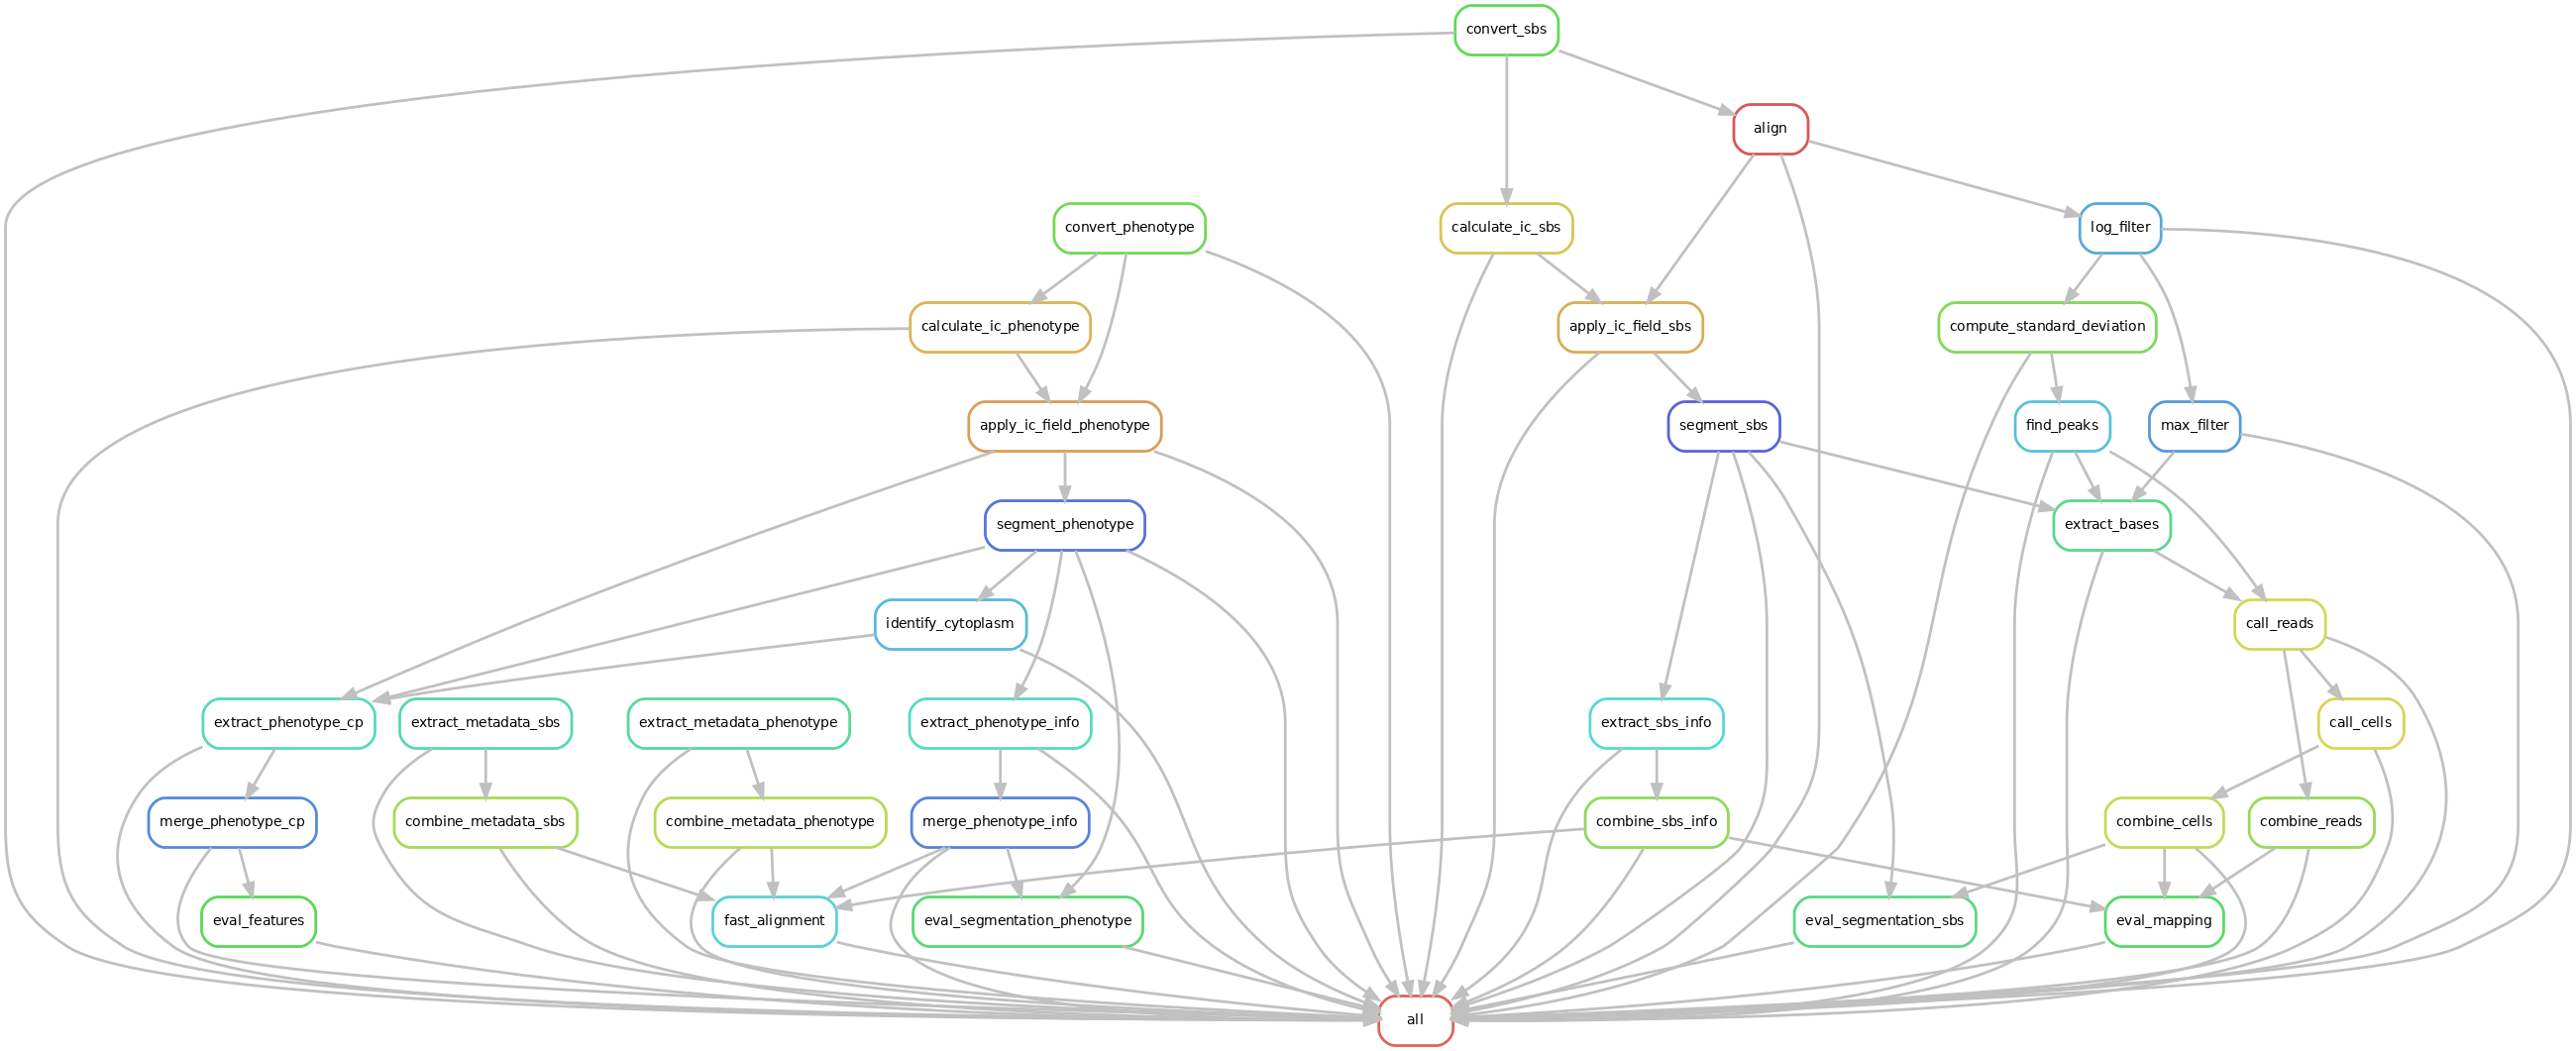 convert_sbs
align
convert_phenotype
calculate_ic_sbs
log_filter
calculate_ic_phenotype
apply_ic_field_sbs
compute_standard_deviation
apply_ic_field_phenotype
segment_sbs
find_peaks
max_filter
segment_phenotype
extract_bases
identify_cytoplasm
call_reads
extract_phenotype_cp
extract_metadata_sbs
extract_metadata_phenotype
extract_phenotype_info
extract_sbs_info
call_cells
merge_phenotype_cp
combine_metadata_sbs
combine_metadata_phenotype
merge_phenotype_info
combine_sbs_info
combine_cells
combine_reads
eval_features
fast_alignment
eval_segmentation_phenotype
eval_segmentation_sbs
eval_mapping
all